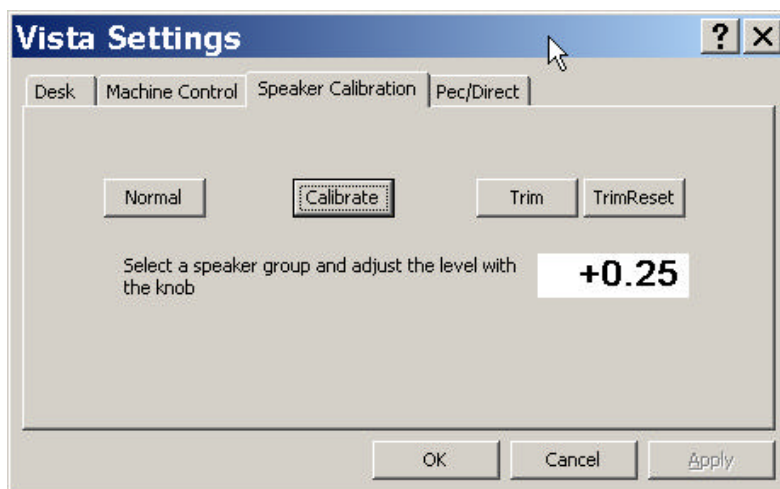 Vista Settings
Desk Machine Control Speaker Calibration Pec/Direct
Normal Calibrate Trim TrimReset
Select a speaker group and adjust the level with
the knob
+0.25
OK Cancel Apply